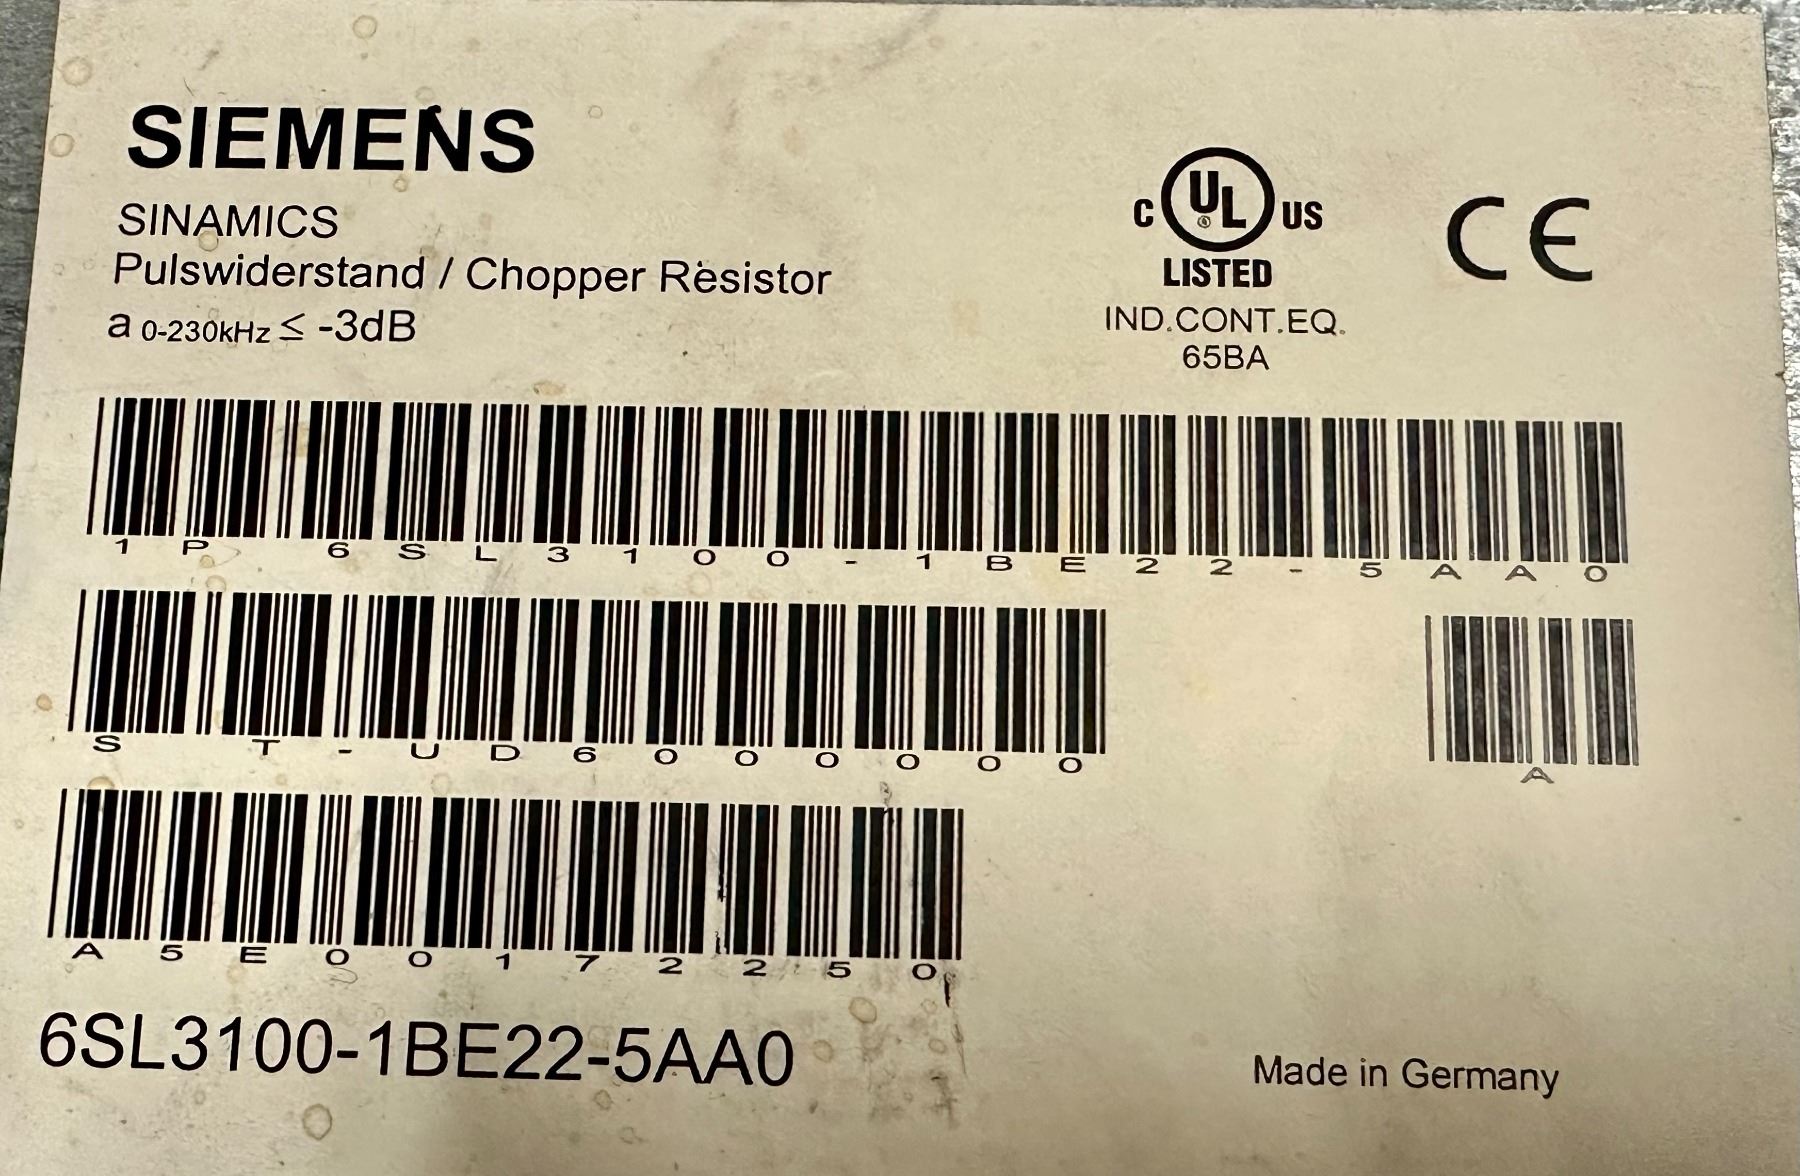 SIEMENS
SINAMICS
Pulswiderstand / Chopper Resistor
a 0-230kHz ≤ -3dB
C UL US
LISTED
IND.CONT.EQ.
65BA
CE
1P 6SL3100-1BE22-5AA0
S T-UD6000000
A
A5E00172250
6SL3100-1BE22-5AA0
Made in Germany